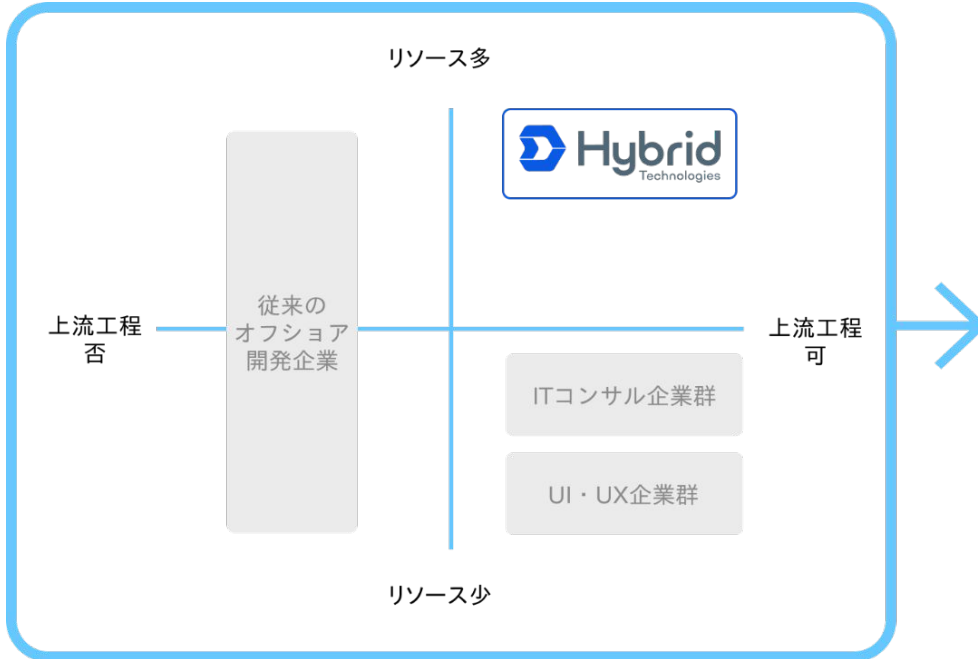 リソース多
Hybrid
Technologies
従来の
オフショア
開発企業
上流工程
否
上流工程
可
ITコンサル企業群
UI・UX企業群
リソース少